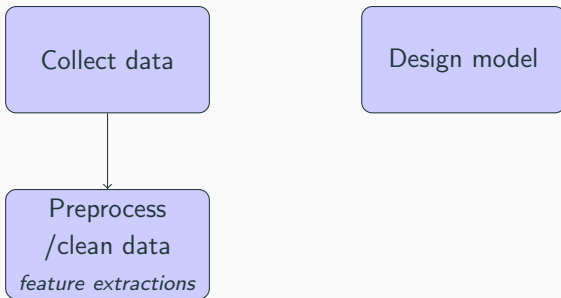 Collect data
Design model
Preprocess
/clean data
feature extractions